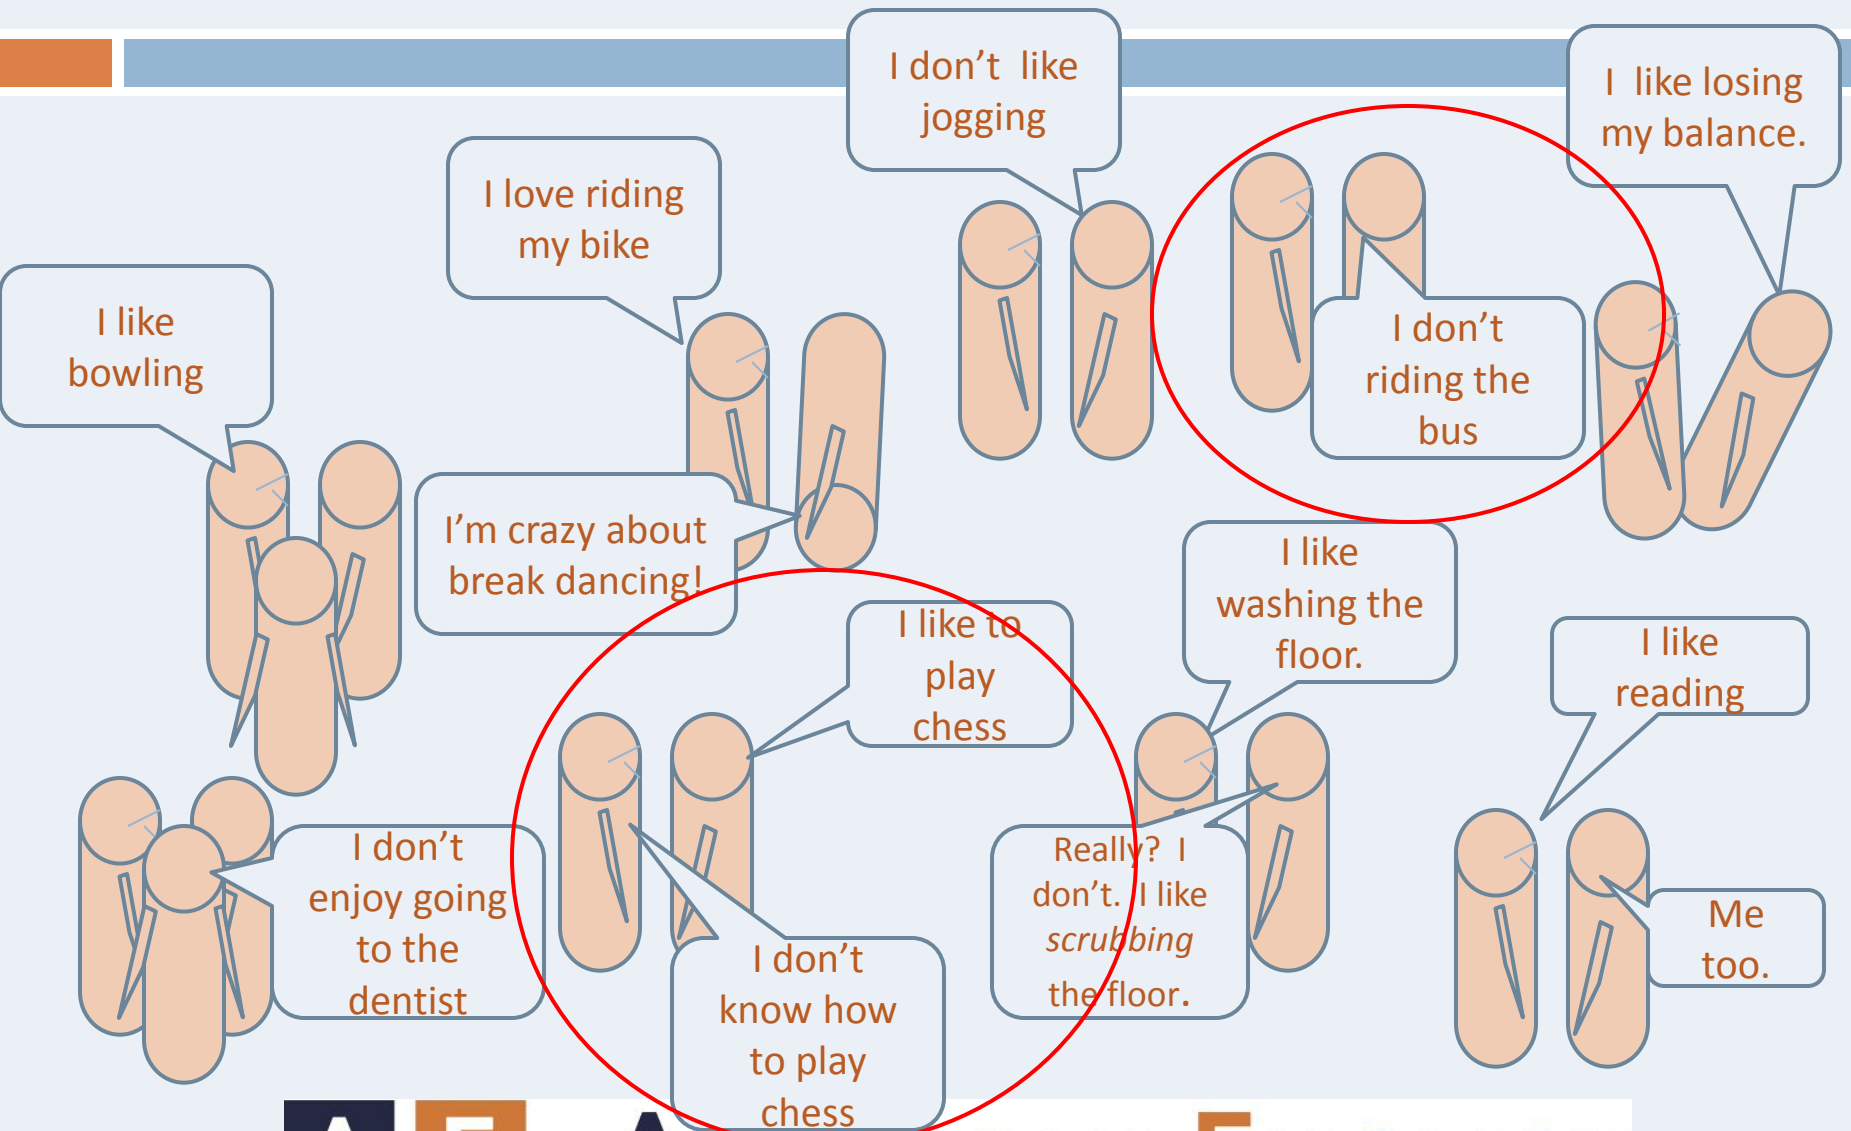 I don’t like
jogging
I like losing
my balance.
I love riding
my bike
I like
bowling
I don’t
riding the
bus
I’m crazy about
break dancing!
I like
washing the
floor.
I like to
play
chess
I like
reading
I don’t
enjoy going
to the
dentist
Really? I
don’t. I like
scrubbing
the floor.
Me
too.
I don’t
know how
to play
chess